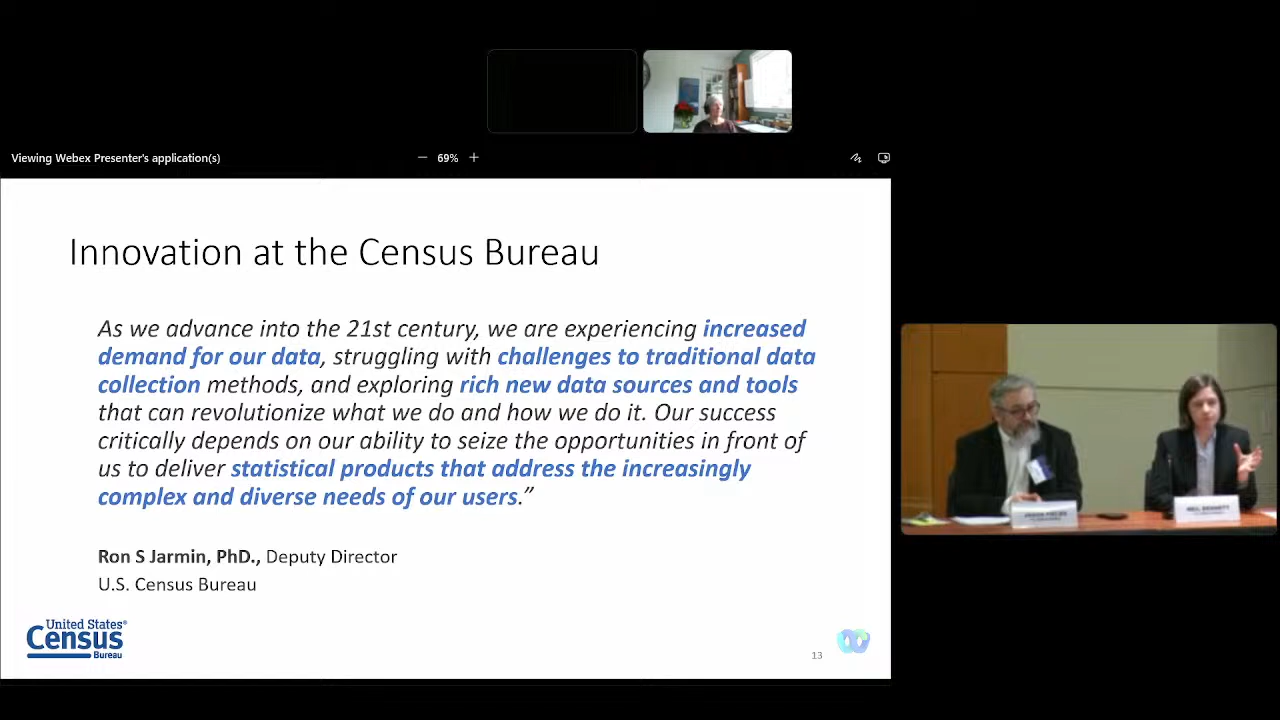 Viewing Webex Presenter's application(s)
69%
Innovation at the Census Bureau
As we advance into the 21st century, we are experiencing increased
demand for our data, struggling with challenges to traditional data
collection methods, and exploring rich new data sources and tools
that can revolutionize what we do and how we do it. Our success
critically depends on our ability to seize the opportunities in front of
us to deliver statistical products that address the increasingly
complex and diverse needs of our users.”
Ron S Jarmin, PhD., Deputy Director
U.S. Census Bureau
United States®
Census
Bureau
13
JASON FIELDS
NEIL BENNETT